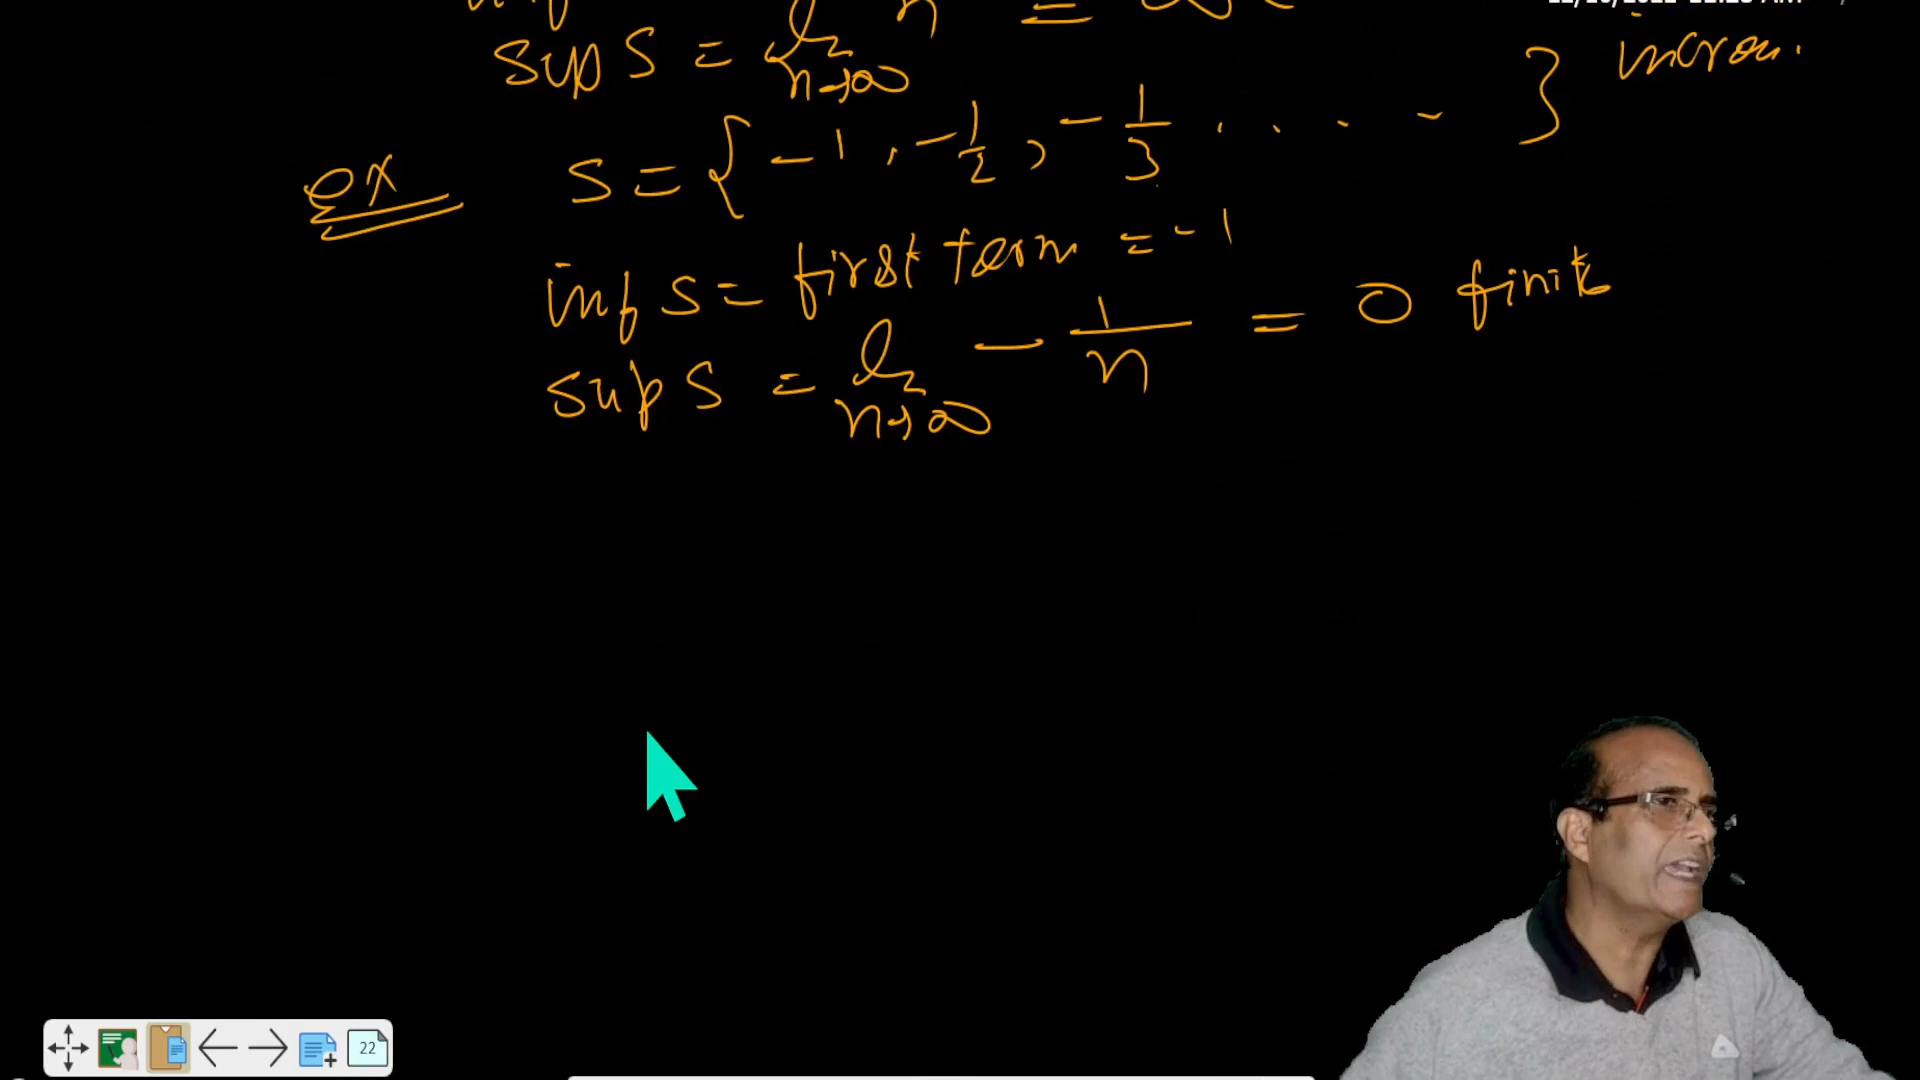 sup S = lim n→∞ n = ∞
increa.
ex S = { -1, -1/2, -1/3 . . . . - }
inf S = first term = -1
sup S = lim n→∞ - 1/n = 0 finite
22